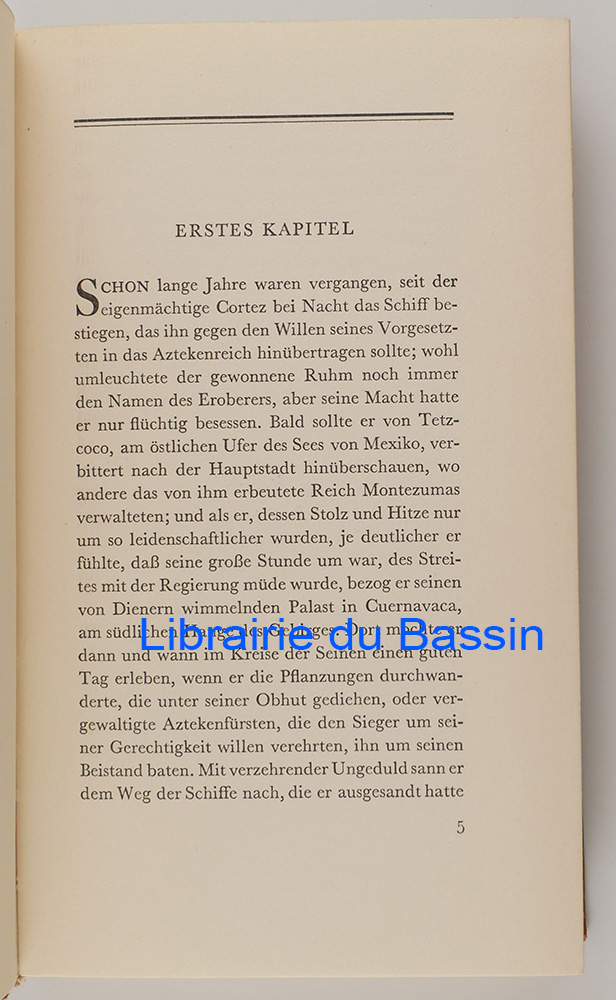 ERSTES KAPITEL
SCHON lange Jahre waren vergangen, seit der
eigenmächtige Cortez bei Nacht das Schiff be-
stiegen, das ihn gegen den Willen seines Vorgesetz-
ten in das Aztekenreich hinübertragen sollte; wohl
umleuchtete der gewonnene Ruhm noch immer
den Namen des Eroberers, aber seine Macht hatte
er nur flüchtig besessen. Bald sollte er von Tetz-
coco, am östlichen Ufer des Sees von Mexiko, ver-
bittert nach der Hauptstadt hinüberschauen, wo
andere das von ihm erbeutete Reich Montezumas
verwalteten; und als er, dessen Stolz und Hitze nur
um so leidenschaftlicher wurden, je deutlicher er
fühlte, daß seine große Stunde um war, des Strei-
tes mit der Regierung müde wurde, bezog er seinen
von Dienern wimmelnden Palast in Cuernavaca,
am südlichen Hange des Gebirges. Dort mochte er
Librairie du Bassin
dann und wann im Kreise der Seinen einen guten
Tag erleben, wenn er die Pflanzungen durchwan-
derte, die unter seiner Obhut gediehen, oder ver-
gewaltigte Aztekenfürsten, die den Sieger um sei-
ner Gerechtigkeit willen verehrten, ihn um seinen
Beistand baten. Mit verzehrender Ungeduld sann er
dem Weg der Schiffe nach, die er ausgesandt hatte
5